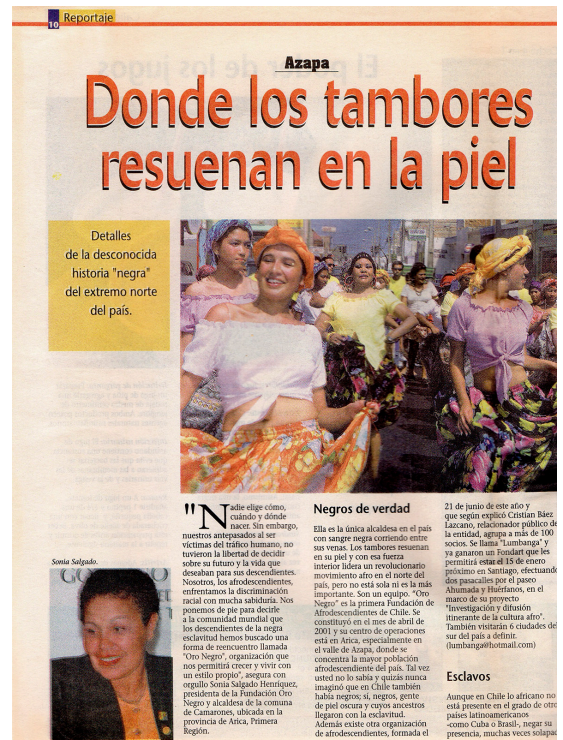 10 Reportaje
Azapa
Donde los tambores
resuenan en la piel
Detalles
de la desconocida
historia "negra"
del extremo norte
del país.
Sonia Salgado.
"Nadie elige cómo,
cuándo y dónde
nacer. Sin embargo,
nuestros antepasados al ser
víctimas del tráfico humano, no
tuvieron la libertad de decidir
sobre su futuro y la vida que
deseaban para sus descendientes.
Nosotros, los afrodescendientes,
enfrentamos la discriminación
racial con mucha sabiduría. Nos
ponemos de pie para decirle
a la comunidad mundial que
los descendientes de la negra
esclavitud hemos buscado una
forma de reencuentro llamada
"Oro Negro", organización que
nos permitirá crecer y vivir con
un estilo propio", asegura con
orgullo Sonia Salgado Henríquez,
presidenta de la Fundación Oro
Negro y alcaldesa de la comuna
de Camarones, ubicada en la
provincia de Arica, Primera
Región.
Negros de verdad
Ella es la única alcaldesa en el país
con sangre negra corriendo entre
sus venas. Los tambores resuenan
en su piel y con esa fuerza
interior lidera un revolucionario
movimiento afro en el norte del
país, pero no está sola ni es la más
importante. Son un equipo. "Oro
Negro" es la primera Fundación de
Afrodescendientes de Chile. Se
constituyó en el mes de abril de
2001 y su centro de operaciones
está en Arica, especialmente en
el valle de Azapa, donde se
concentra la mayor población
afrodescendiente del país. Tal vez
usted no lo sabía y quizás nunca
imaginó que en Chile también
había negros; sí, negros, gente
de piel oscura y cuyos ancestros
llegaron con la esclavitud.
Además existe otra organización
de afrodescendientes, formada el
21 de junio de este año y
que según explicó Cristian Báez
Lazcano, relacionador público de
la entidad, agrupa a más de 100
socios. Se llama "Lumbanga" y
ya ganaron un Fondart que les
permitirá estar el 15 de enero
próximo en Santiago, efectuando
dos pasacalles por el paseo
Ahumada y Huérfanos, en el
marco de su proyecto
"Investigación y difusión
itinerante de la cultura afro".
También visitarán 6 ciudades del
sur del país a definir.
(lumbanga@hotmail.com)
Esclavos
Aunque en Chile lo africano no
está presente en el grado de otros
países latinoamericanos
-como Cuba o Brasil-, negar su
presencia, muchas veces